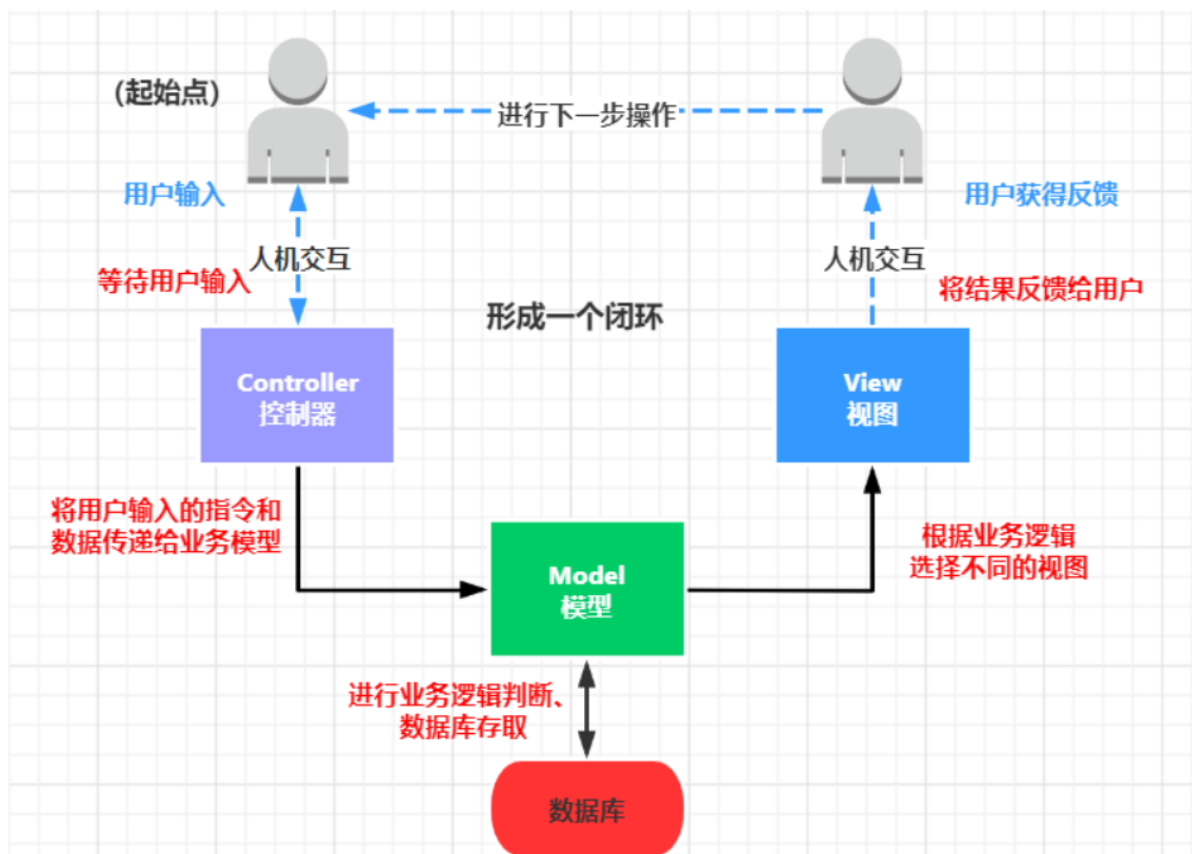 (起始点)
进行下一步操作
用户输入
用户获得反馈
人机交互
人机交互
等待用户输入
将结果反馈给用户
形成一个闭环
Controller
控制器
View
视图
将用户输入的指令和
数据传递给业务模型
根据业务逻辑
选择不同的视图
Model
模型
进行业务逻辑判断、
数据库存取
数据库